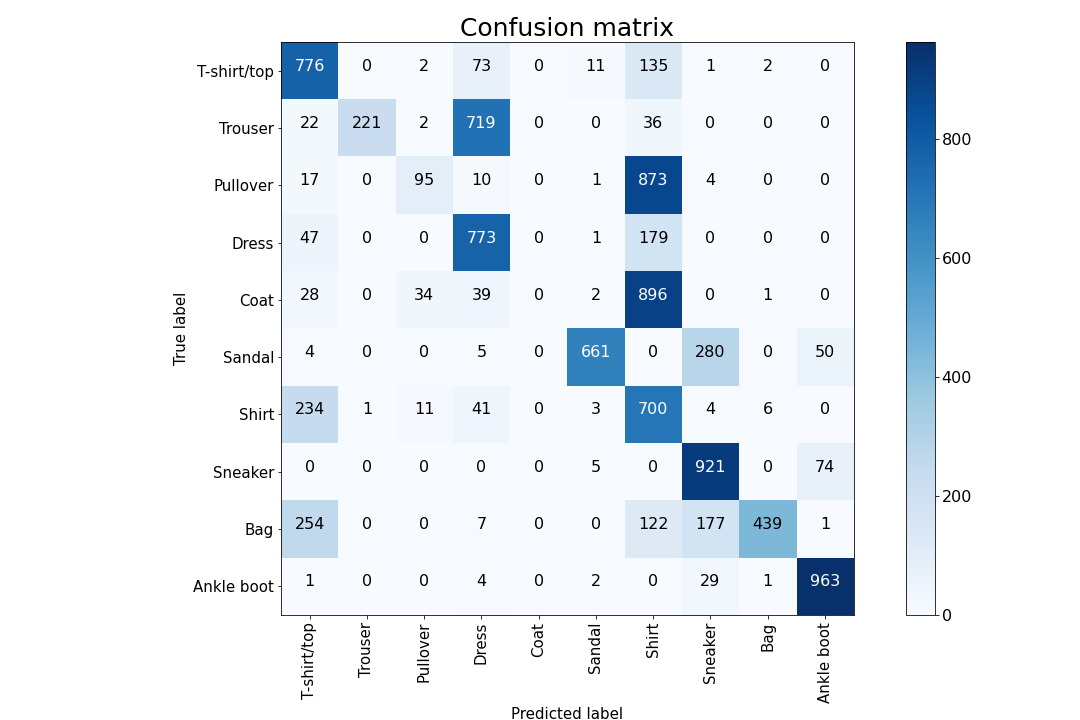 Confusion matrix
T-shirt/top 776 0 2 73 0 11 135 1 2 0
Trouser 22 221 2 719 0 0 36 0 0 0
Pullover 17 0 95 10 0 1 873 4 0 0
Dress 47 0 0 773 0 1 179 0 0 0
Coat 28 0 34 39 0 2 896 0 1 0
Sandal 4 0 0 5 0 661 0 280 0 50
Shirt 234 1 11 41 0 3 700 4 6 0
Sneaker 0 0 0 0 0 5 0 921 0 74
Bag 254 0 0 7 0 0 122 177 439 1
Ankle boot 1 0 0 4 0 2 0 29 1 963
True label
T-shirt/top Trouser Pullover Dress Coat Sandal Shirt Sneaker Bag Ankle boot
Predicted label
800
600
400
200
0